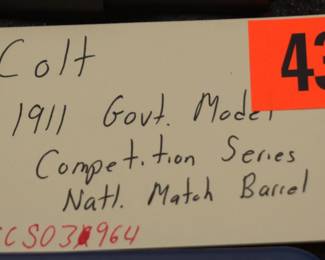 Colt
43
1911 Govt. Model
Competition Series
Natl. Match Barrel